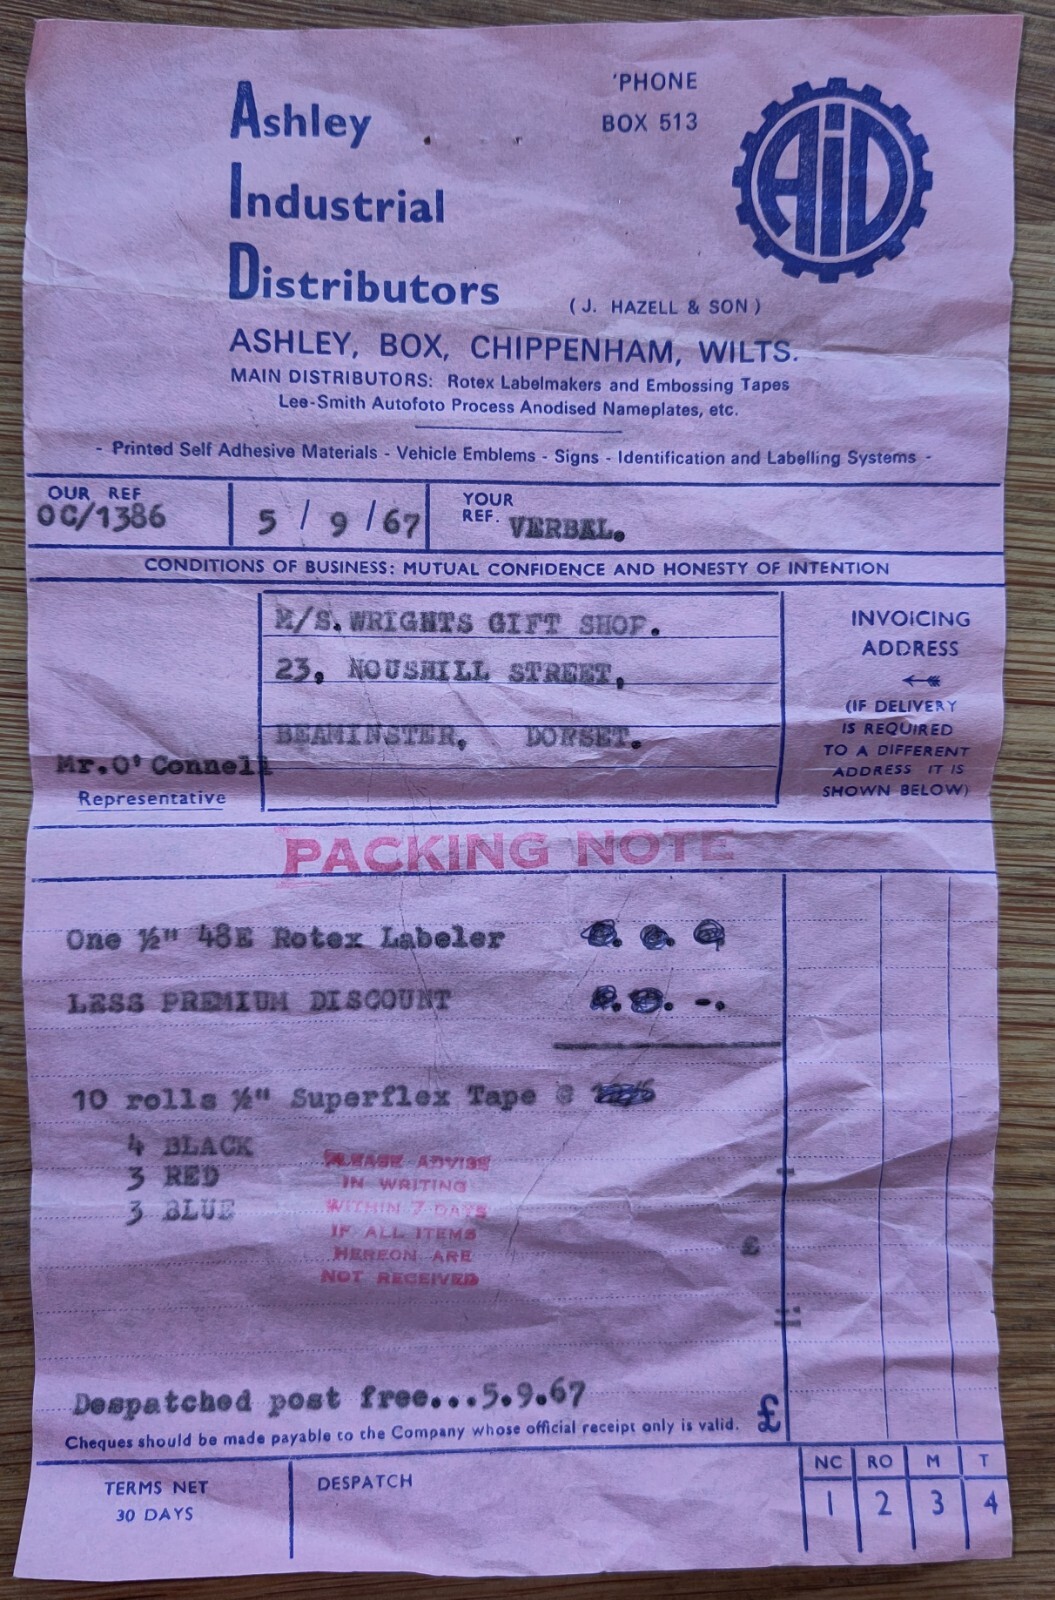 Ashley
Industrial
Distributors
'PHONE
BOX 513
AiD
(J. HAZELL & SON)
ASHLEY, BOX, CHIPPENHAM, WILTS.
MAIN DISTRIBUTORS: Rotex Labelmakers and Embossing Tapes
Lee-Smith Autofoto Process Anodised Nameplates, etc.
- Printed Self Adhesive Materials - Vehicle Emblems - Signs - Identification and Labelling Systems -
OUR REF
OC/1386
5 / 9 / 67
YOUR
REF. VERBAL.
CONDITIONS OF BUSINESS: MUTUAL CONFIDENCE AND HONESTY OF INTENTION
M/S.WRIGHTS GIFT SHOP.
23, NOUSHILL STREET,
BEAMINSTER, DORSET.
Mr.O'Connell
Representative
INVOICING
ADDRESS
(IF DELIVERY
IS REQUIRED
TO A DIFFERENT
ADDRESS IT IS
SHOWN BELOW)
PACKING NOTE
One ½" 48E Rotex Labeler
LESS PREMIUM DISCOUNT
10 rolls ½" Superflex Tape @
4 BLACK
3 RED
3 BLUE
PLEASE ADVISE
IN WRITING
WITHIN 7 DAYS
IF ALL ITEMS
HEREON ARE
NOT RECEIVED
£
Despatched post free...5.9.67
Cheques should be made payable to the Company whose official receipt only is valid.
£
TERMS NET
30 DAYS
DESPATCH
NC RO M T
1 2 3 4